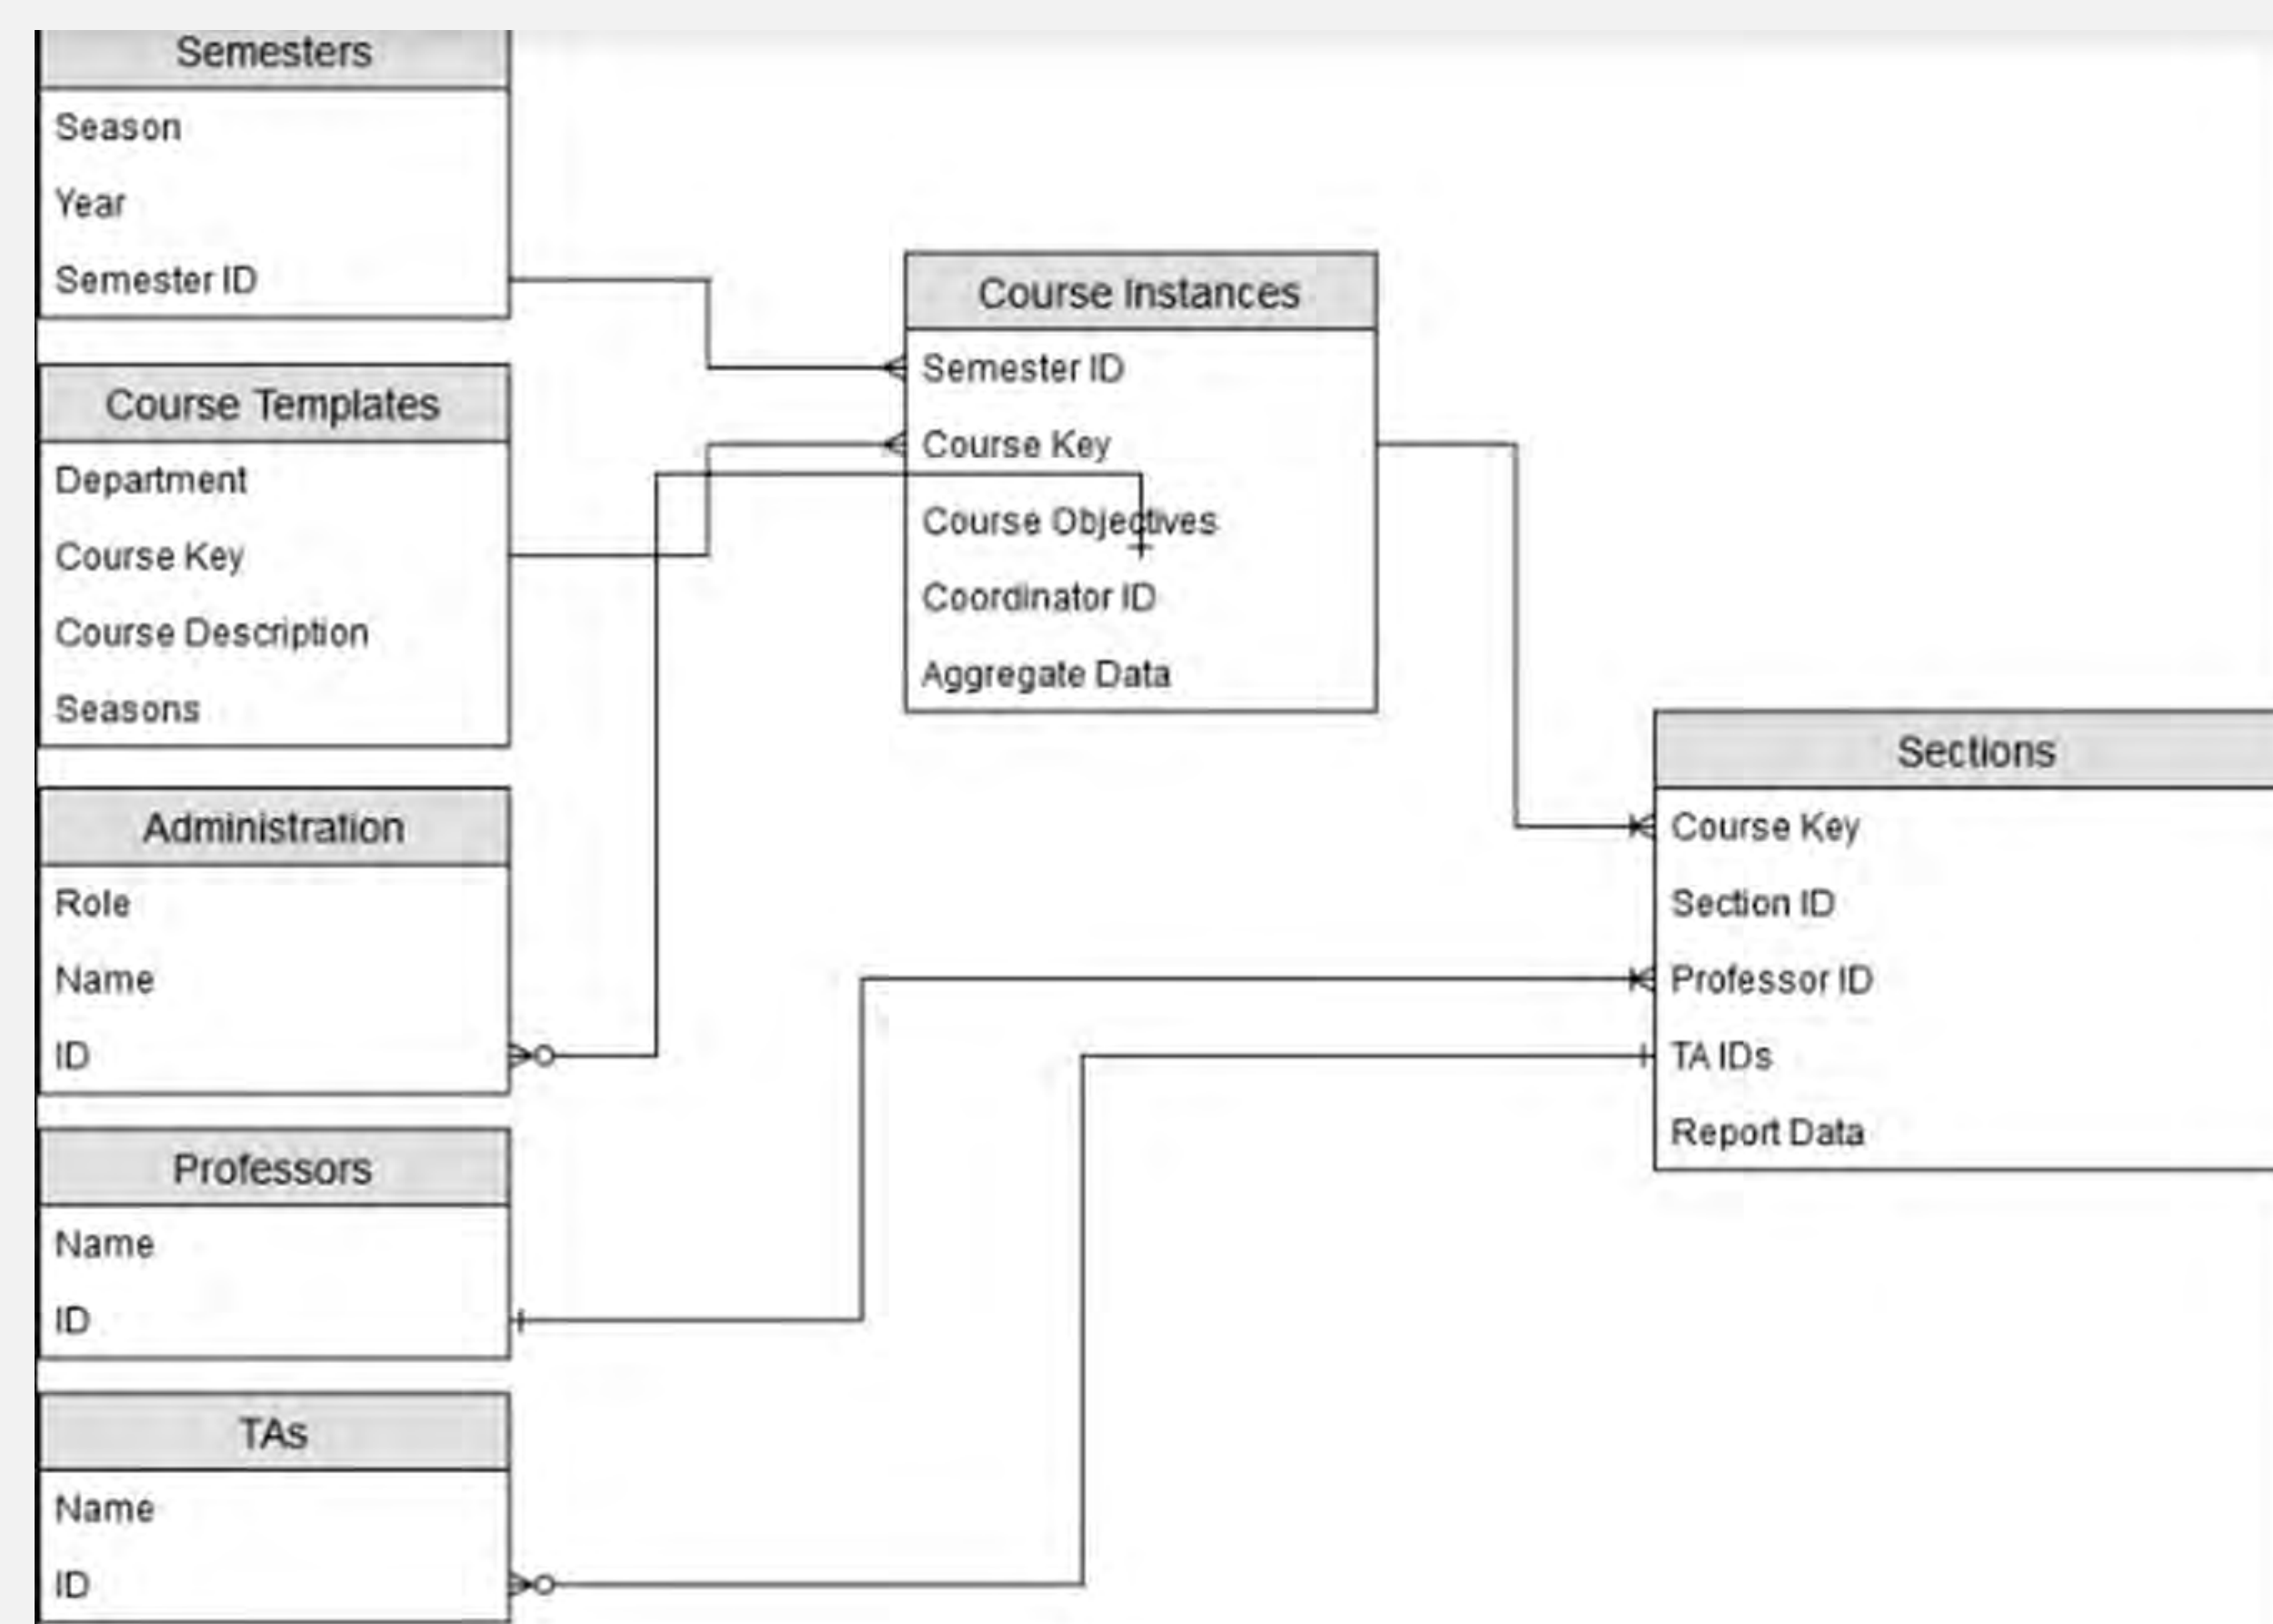 Semesters
Season
Year
Semester ID
Course Templates
Department
Course Key
Course Description
Seasons
Administration
Role
Name
ID
Professors
Name
ID
TAs
Name
ID
Course Instances
Semester ID
Course Key
Course Objectives
Coordinator ID
Aggregate Data
Sections
Course Key
Section ID
Professor ID
TA IDs
Report Data